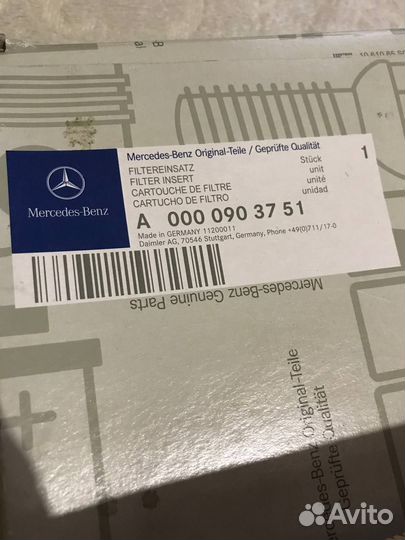 Mercedes-Benz Original-Teile / Geprüfte Qualität
FILTEREINSATZ Stück 1
FILTER INSERT unit
CARTOUCHE DE FILTRE unité
CARTUCHO DE FILTRO unidad
A 000 090 37 51
Made in GERMANY 11200011
Daimler AG, 70546 Stuttgart, Germany, Phone +49(0)711/17-0
Mercedes-Benz
Mercedes-Benz Genuine Parts
Mercedes-Benz Original-Teile
Geprüfte Qualität
Avito